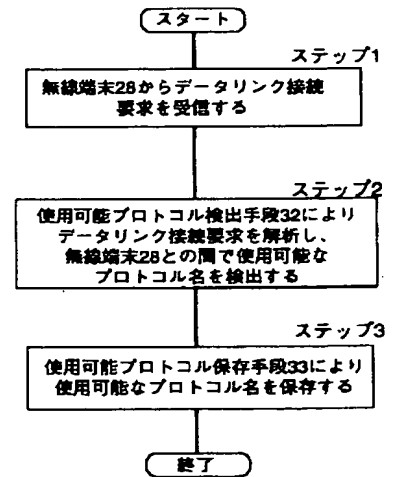 スタート
ステップ1
無線端末28からデータリンク接続
要求を受信する
ステップ2
使用可能プロトコル検出手段32により
データリンク接続要求を解析し、
無線端末28との間で使用可能な
プロトコル名を検出する
ステップ3
使用可能プロトコル保存手段33により
使用可能なプロトコル名を保存する
終了